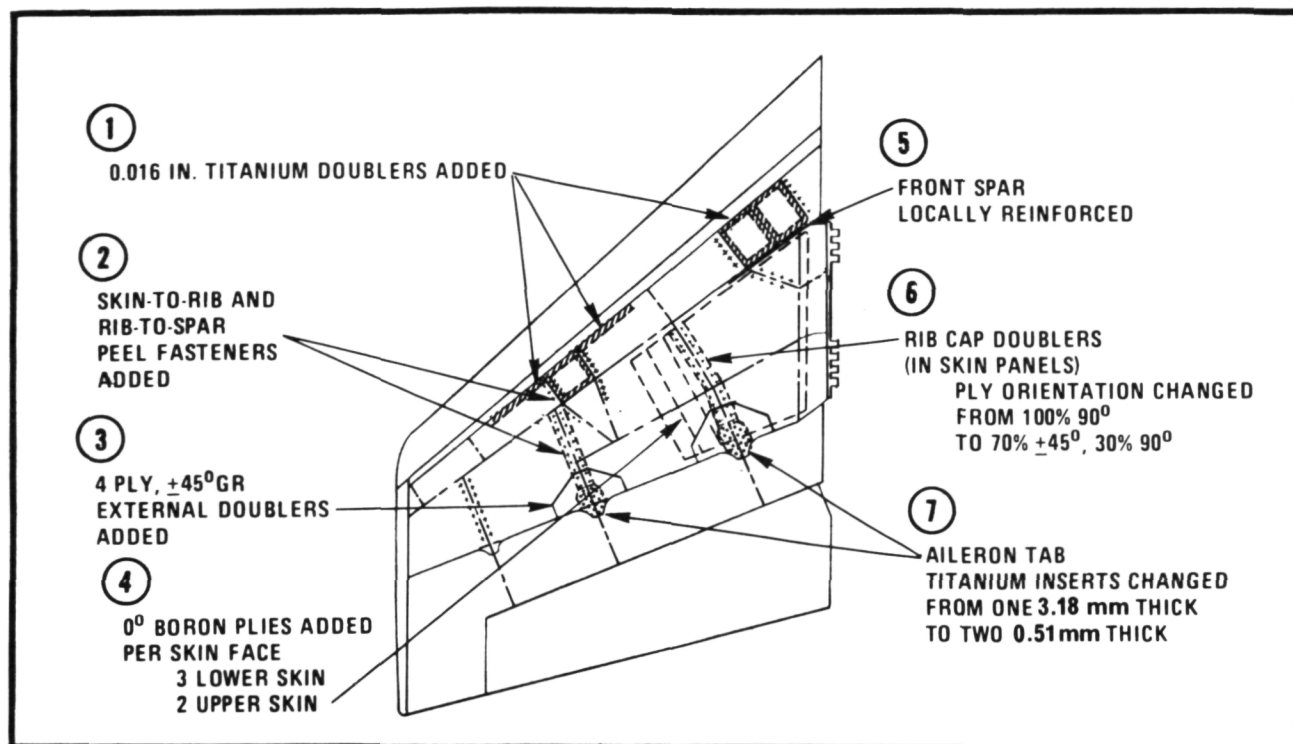 1
0.016 IN. TITANIUM DOUBLERS ADDED
2
SKIN-TO-RIB AND
RIB-TO-SPAR
PEEL FASTENERS
ADDED
3
4 PLY, ±45⁰GR
EXTERNAL DOUBLERS
ADDED
4
0⁰ BORON PLIES ADDED
PER SKIN FACE
3 LOWER SKIN
2 UPPER SKIN
5
FRONT SPAR
LOCALLY REINFORCED
6
RIB CAP DOUBLERS
(IN SKIN PANELS)
PLY ORIENTATION CHANGED
FROM 100% 90⁰
TO 70% ±45⁰, 30% 90⁰
7
AILERON TAB
TITANIUM INSERTS CHANGED
FROM ONE 3.18 mm THICK
TO TWO 0.51mm THICK